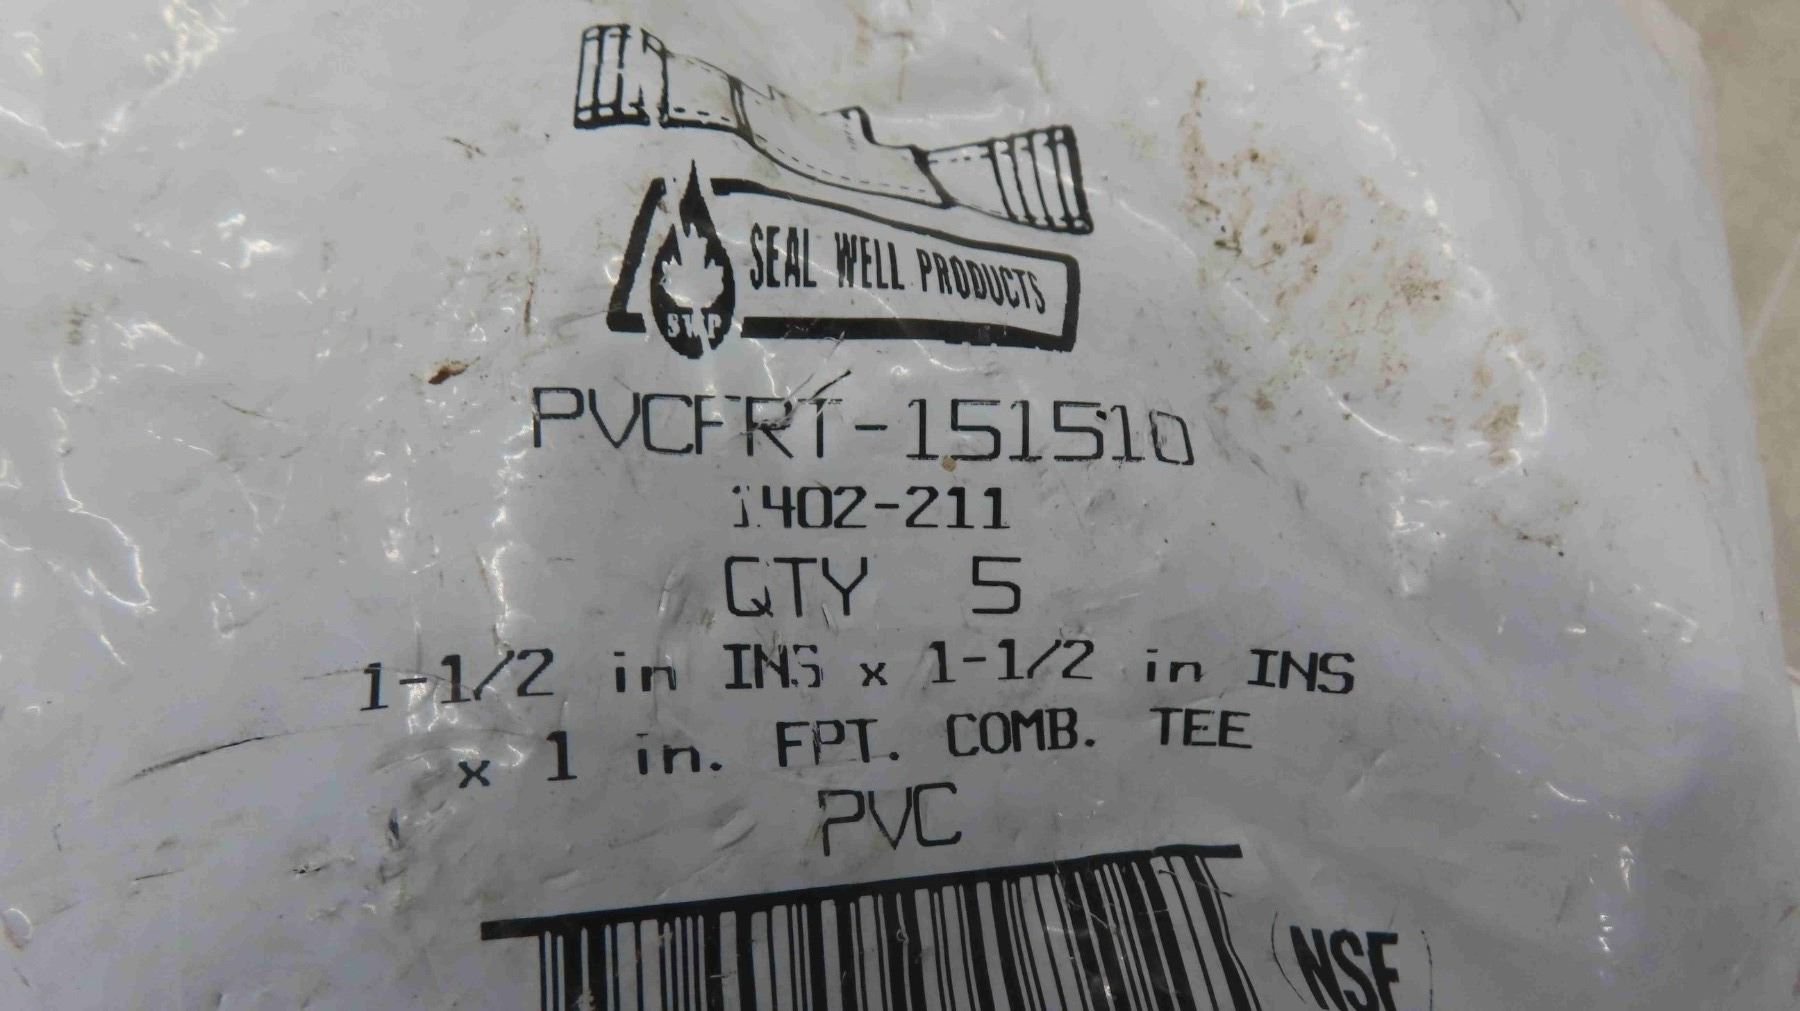 SEAL WELL PRODUCTS
SWP
PVCFRT-151510
1402-211
QTY 5
1-1/2 in INS x 1-1/2 in INS
x 1 in. FPT. COMB. TEE
PVC
NSF